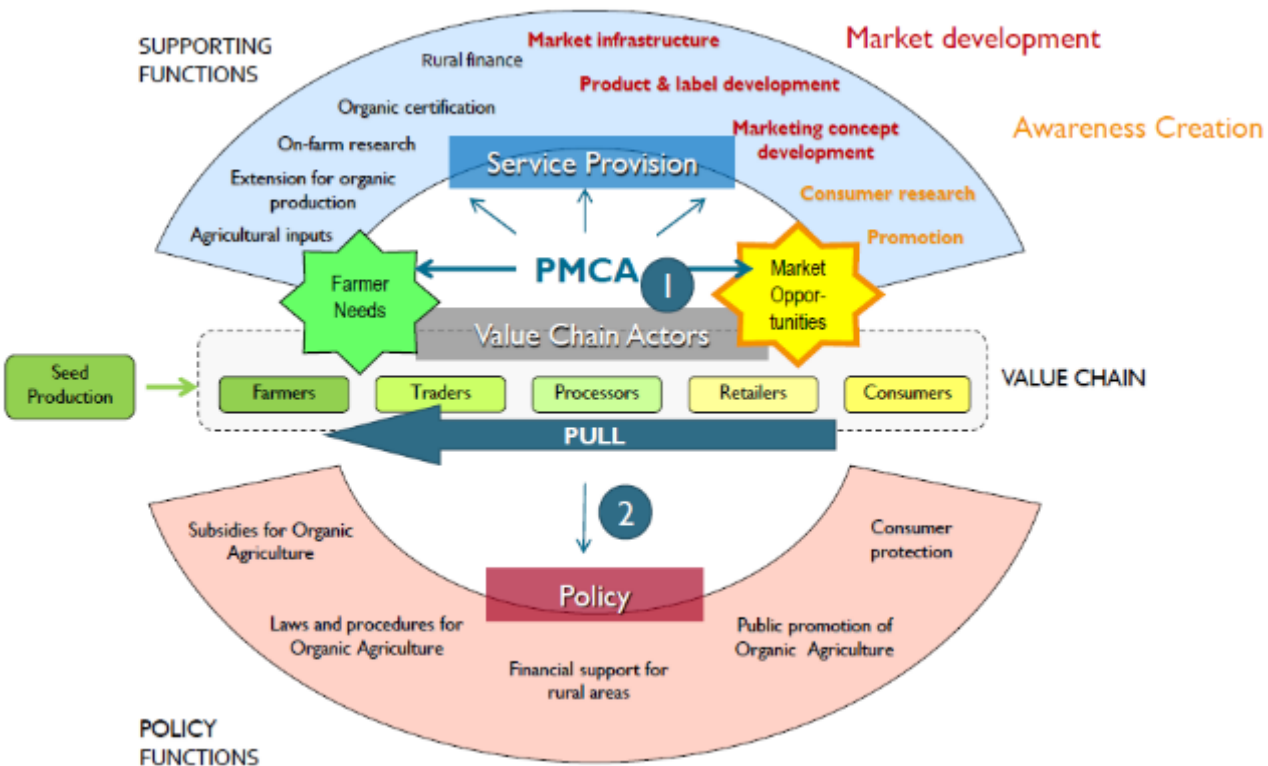 SUPPORTING
FUNCTIONS
Market infrastructure
Market development
Rural finance
Product & label development
Organic certification
Awareness Creation
Marketing concept
development
On-farm research
Service Provision
Extension for organic
production
Consumer research
Agricultural inputs
Promotion
Farmer
Needs
PMCA
1
Market
Oppor-
tunities
Value Chain Actors
Seed
Production
VALUE CHAIN
Farmers
Traders
Processors
Retailers
Consumers
PULL
2
Subsidies for Organic
Agriculture
Consumer
protection
Policy
Laws and procedures for
Organic Agriculture
Public promotion of
Organic Agriculture
Financial support for
rural areas
POLICY
FUNCTIONS